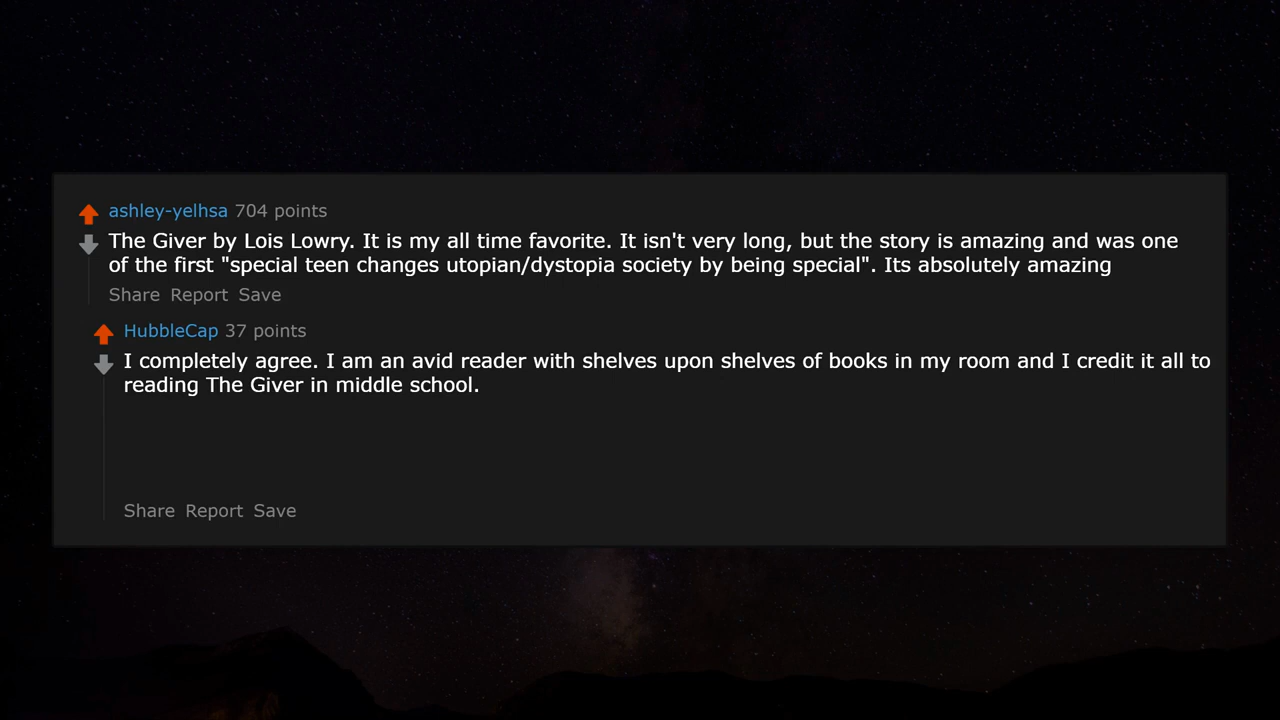 ashley-yelhsa 704 points
The Giver by Lois Lowry. It is my all time favorite. It isn't very long, but the story is amazing and was one
of the first "special teen changes utopian/dystopia society by being special". Its absolutely amazing
Share Report Save
HubbleCap 37 points
I completely agree. I am an avid reader with shelves upon shelves of books in my room and I credit it all to
reading The Giver in middle school.
Share Report Save